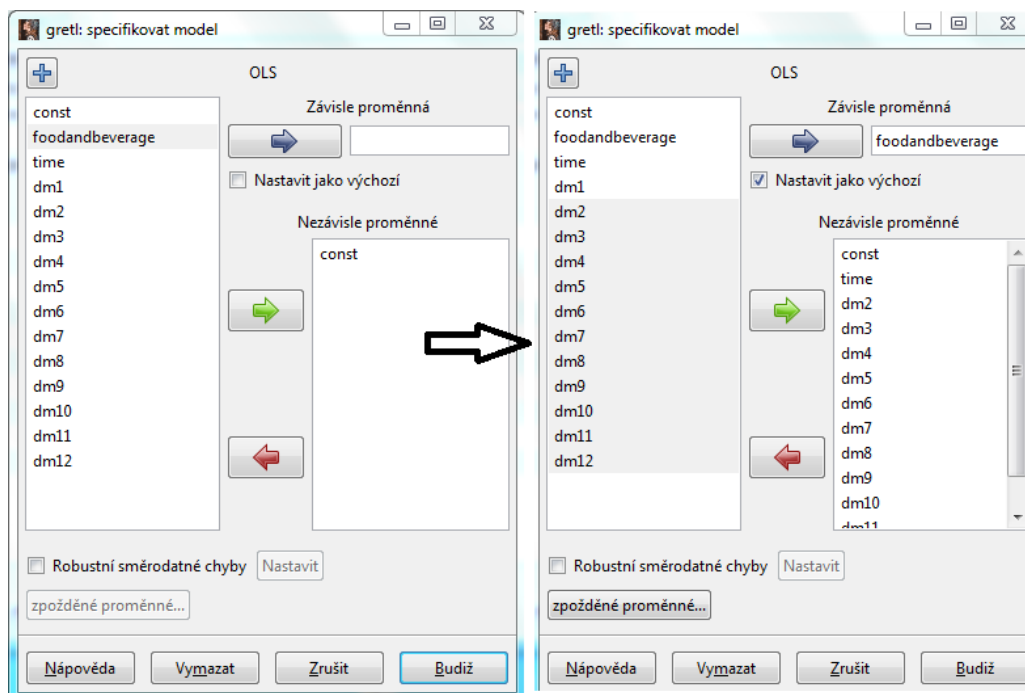 gretl: specifikovat model
OLS
const
foodandbeverage
time
dm1
dm2
dm3
dm4
dm5
dm6
dm7
dm8
dm9
dm10
dm11
dm12
Závisle proměnná
Nastavit jako výchozí
Nezávisle proměnné
const
Robustní směrodatné chyby
Nastavit
zpožděné proměnné...
Nápověda
Vymazat
Zrušit
Budiž
gretl: specifikovat model
OLS
const
foodandbeverage
time
dm1
dm2
dm3
dm4
dm5
dm6
dm7
dm8
dm9
dm10
dm11
dm12
Závisle proměnná
foodandbeverage
Nastavit jako výchozí
Nezávisle proměnné
const
time
dm2
dm3
dm4
dm5
dm6
dm7
dm8
dm9
dm10
dm11
Robustní směrodatné chyby
Nastavit
zpožděné proměnné...
Nápověda
Vymazat
Zrušit
Budiž